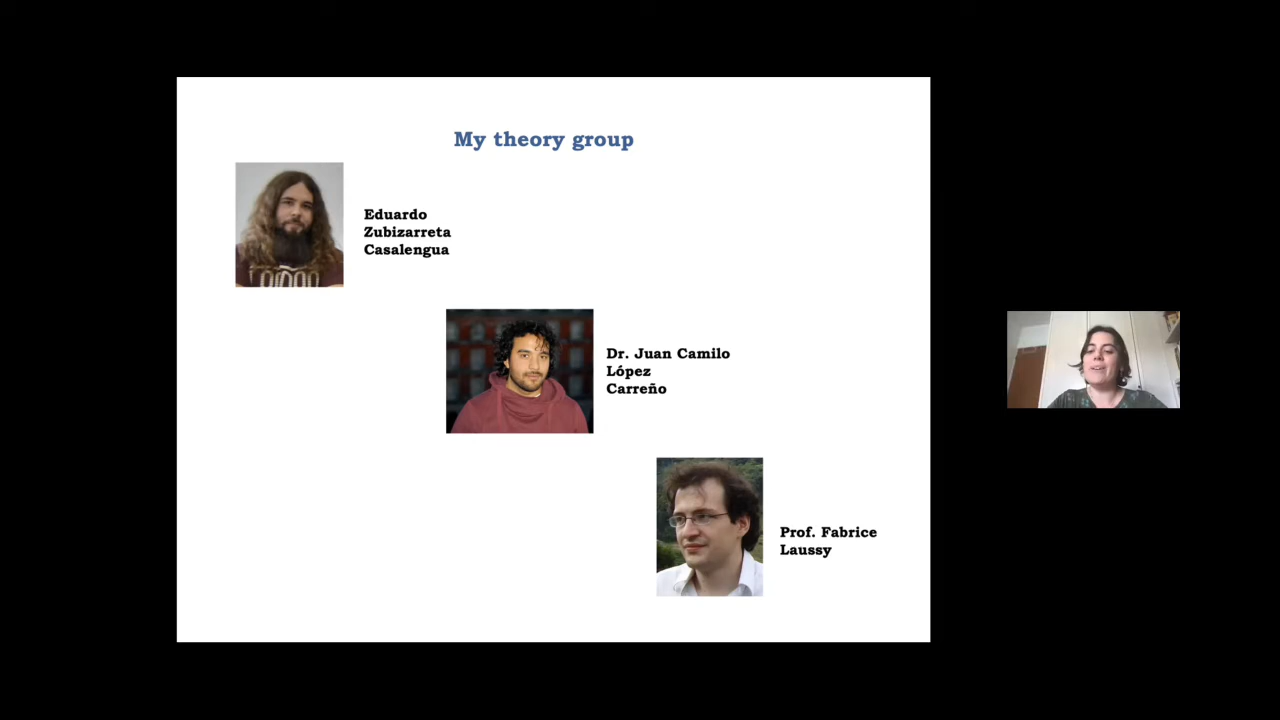 My theory group
Eduardo
Zubizarreta
Casalengua
Dr. Juan Camilo
López
Carreño
Prof. Fabrice
Laussy